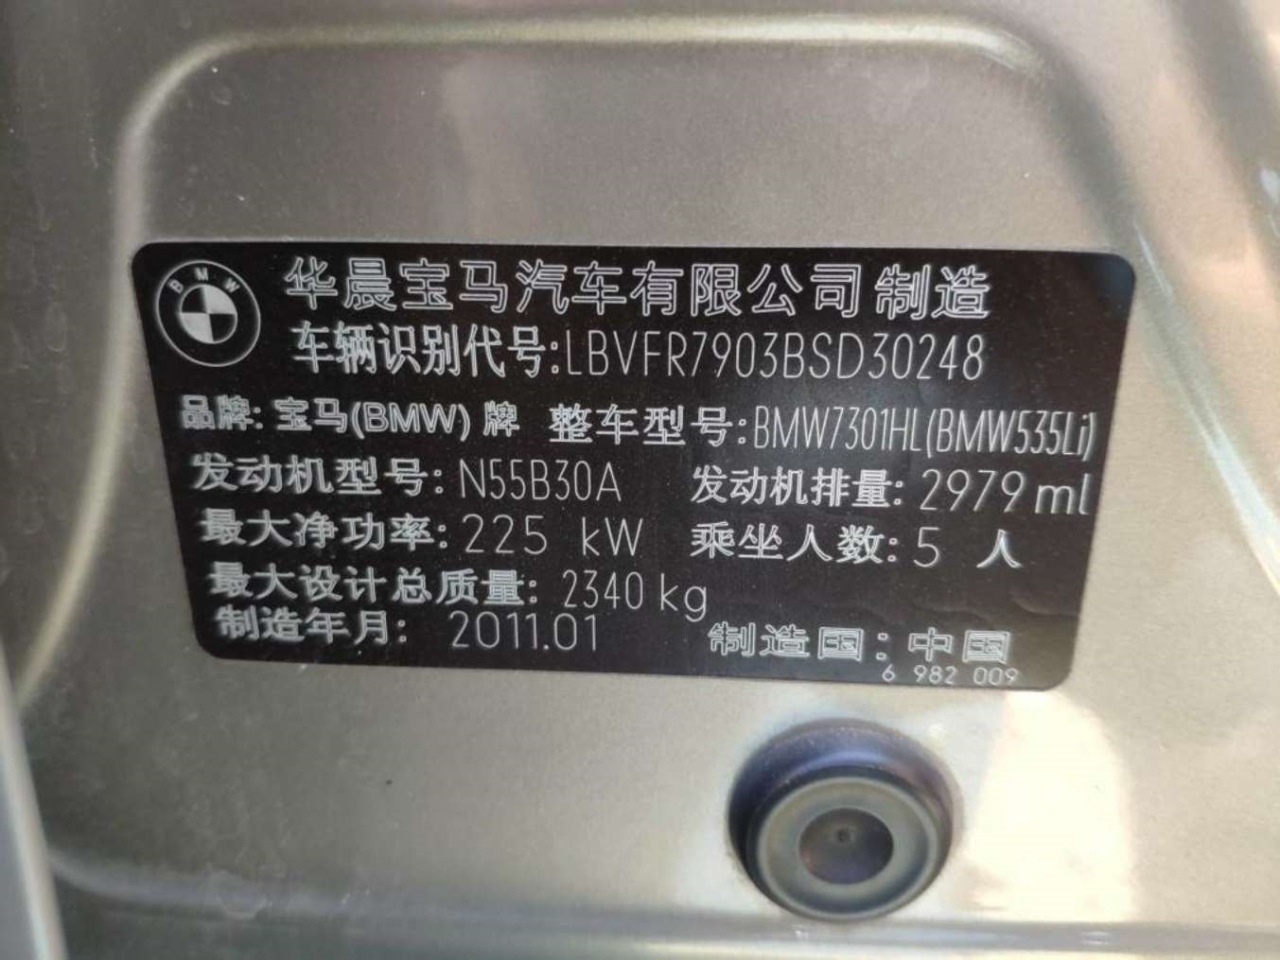 BMW
华晨宝马汽车有限公司 制造
车辆识别代号:LBVFR7903BSD30248
品牌: 宝马(BMW) 牌 整车型号:BMW7301HL(BMW535Li)
发动机型号: N55B30A 发动机排量: 2979 ml
最大净功率: 225 kW 乘坐人数: 5 人
最大设计总质量: 2340 kg
制造年月: 2011.01 制造国: 中国
6 982 009